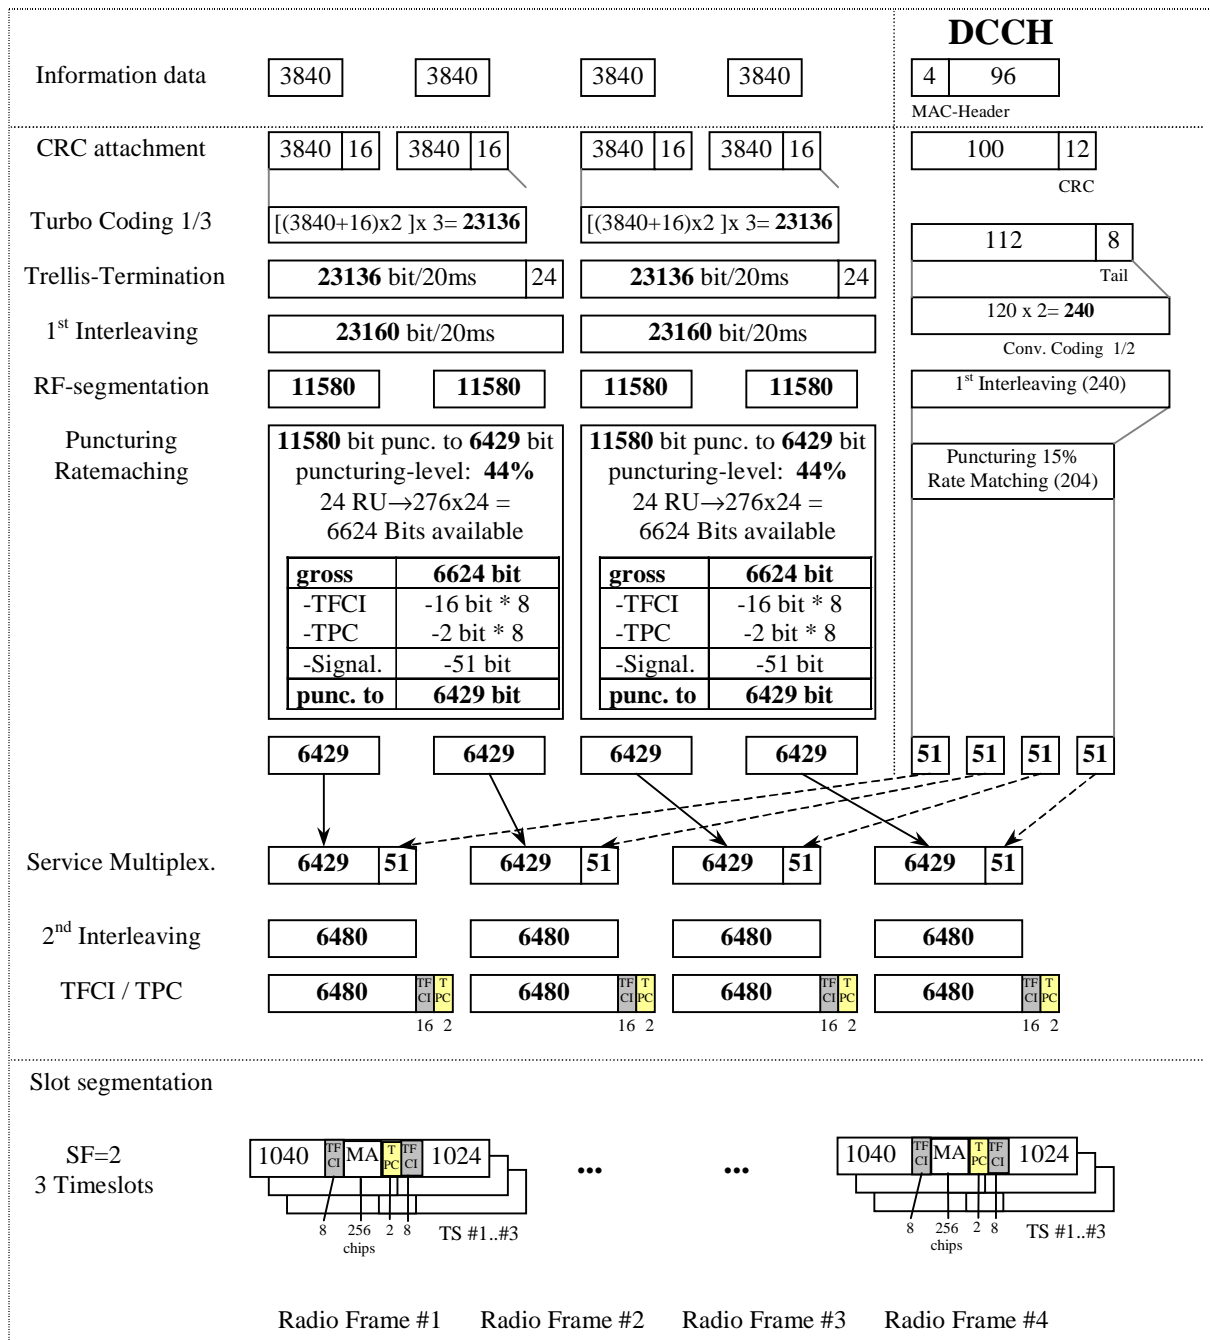 DCCH
Information data 3840 3840 3840 3840 4 96
MAC-Header
CRC attachment 3840 16 3840 16 3840 16 3840 16 100 12
CRC
Turbo Coding 1/3 [(3840+16)x2 ]x 3= 23136 [(3840+16)x2 ]x 3= 23136
112 8
Tail
Trellis-Termination 23136 bit/20ms 24 23136 bit/20ms 24
120 x 2= 240
Conv. Coding 1/2
1st Interleaving 23160 bit/20ms 23160 bit/20ms
RF-segmentation 11580 11580 11580 11580 1st Interleaving (240)
Puncturing
Ratemaching
11580 bit punc. to 6429 bit
puncturing-level: 44%
24 RU→276x24 =
6624 Bits available
gross 6624 bit
-TFCI -16 bit * 8
-TPC -2 bit * 8
-Signal. -51 bit
punc. to 6429 bit
11580 bit punc. to 6429 bit
puncturing-level: 44%
24 RU→276x24 =
6624 Bits available
gross 6624 bit
-TFCI -16 bit * 8
-TPC -2 bit * 8
-Signal. -51 bit
punc. to 6429 bit
Puncturing 15%
Rate Matching (204)
6429 6429 6429 6429 51 51 51 51
Service Multiplex. 6429 51 6429 51 6429 51 6429 51
2nd Interleaving 6480 6480 6480 6480
TFCI / TPC 6480 TF CI T PC 6480 TF CI T PC 6480 TF CI T PC 6480 TF CI T PC
16 2 16 2 16 2 16 2
Slot segmentation
SF=2
3 Timeslots
1040 TF CI MA T PC TF CI 1024 ... ... 1040 TF CI MA T PC TF CI 1024
8 256 2 8 TS #1..#3 8 256 2 8 TS #1..#3
chips chips
Radio Frame #1 Radio Frame #2 Radio Frame #3 Radio Frame #4